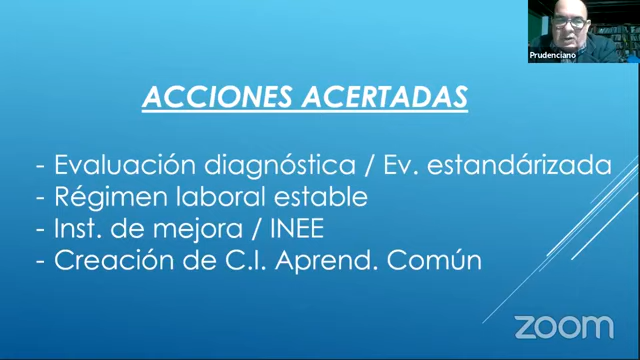 Prudenciano
ACCIONES ACERTADAS
- Evaluación diagnóstica / Ev. estandárizada
- Régimen laboral estable
- Inst. de mejora / INEE
- Creación de C.I. Aprend. Común
zoom